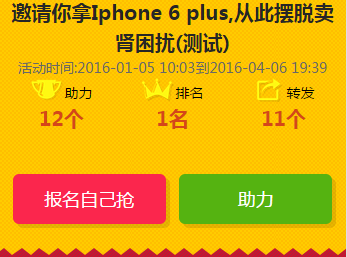 邀请你拿Iphone 6 plus,从此摆脱卖
肾困扰(测试)
活动时间:2016-01-05 10:03到2016-04-06 19:39
助力 排名 转发
12个 1名 11个
报名自己抢 助力